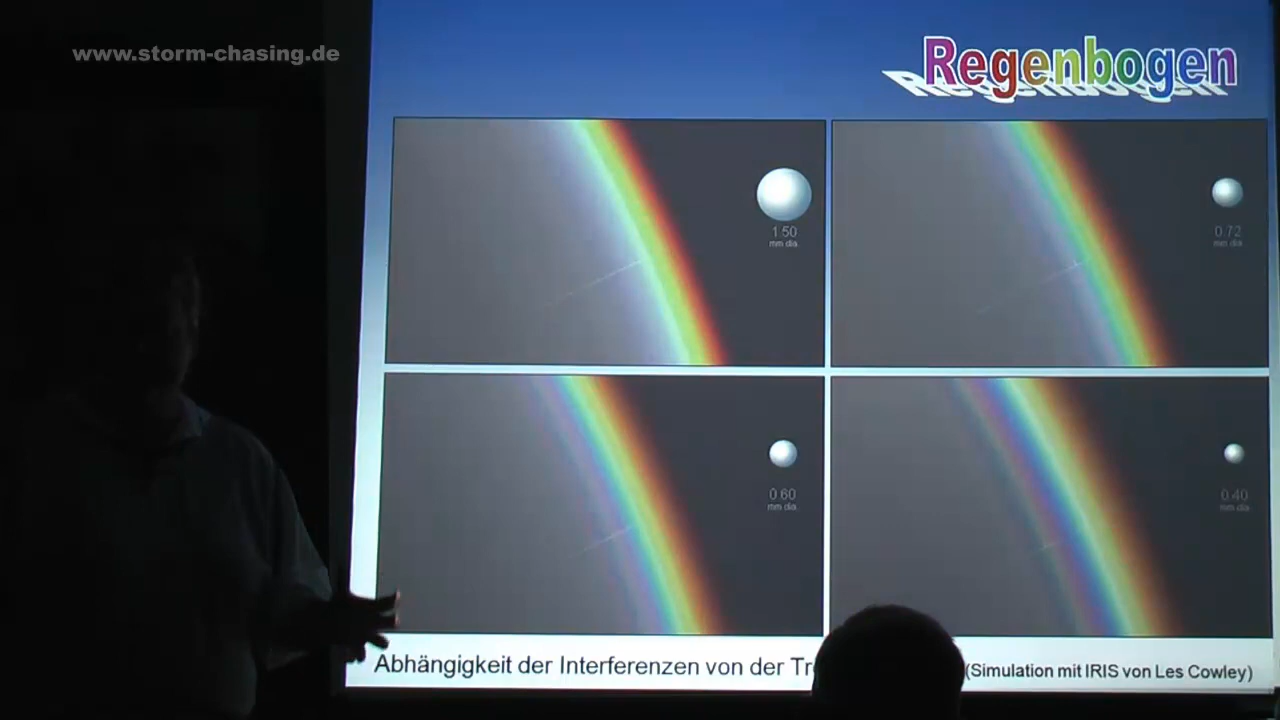 www.storm-chasing.de
Regenbogen
1.50
mm dia.
0.72
mm dia.
0.60
mm dia.
0.40
mm dia.
Abhängigkeit der Interferenzen von der (Simulation mit IRIS von Les Cowley)